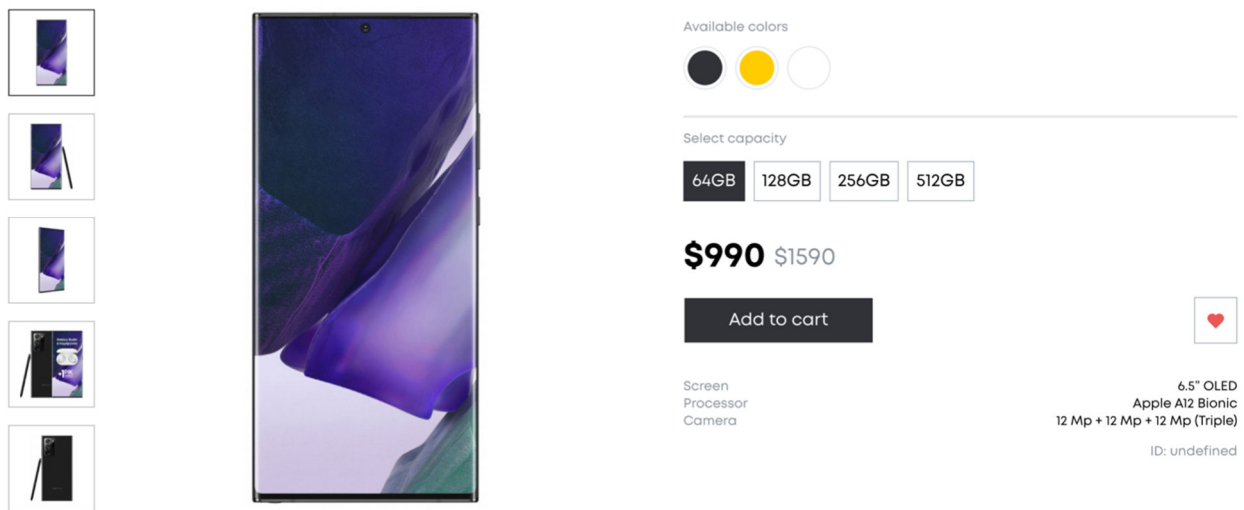 Available colors
Select capacity
64GB 128GB 256GB 512GB
$990 $1590
Add to cart
Screen 6.5” OLED
Processor Apple A12 Bionic
Camera 12 Mp + 12 Mp + 12 Mp (Triple)
ID: undefined